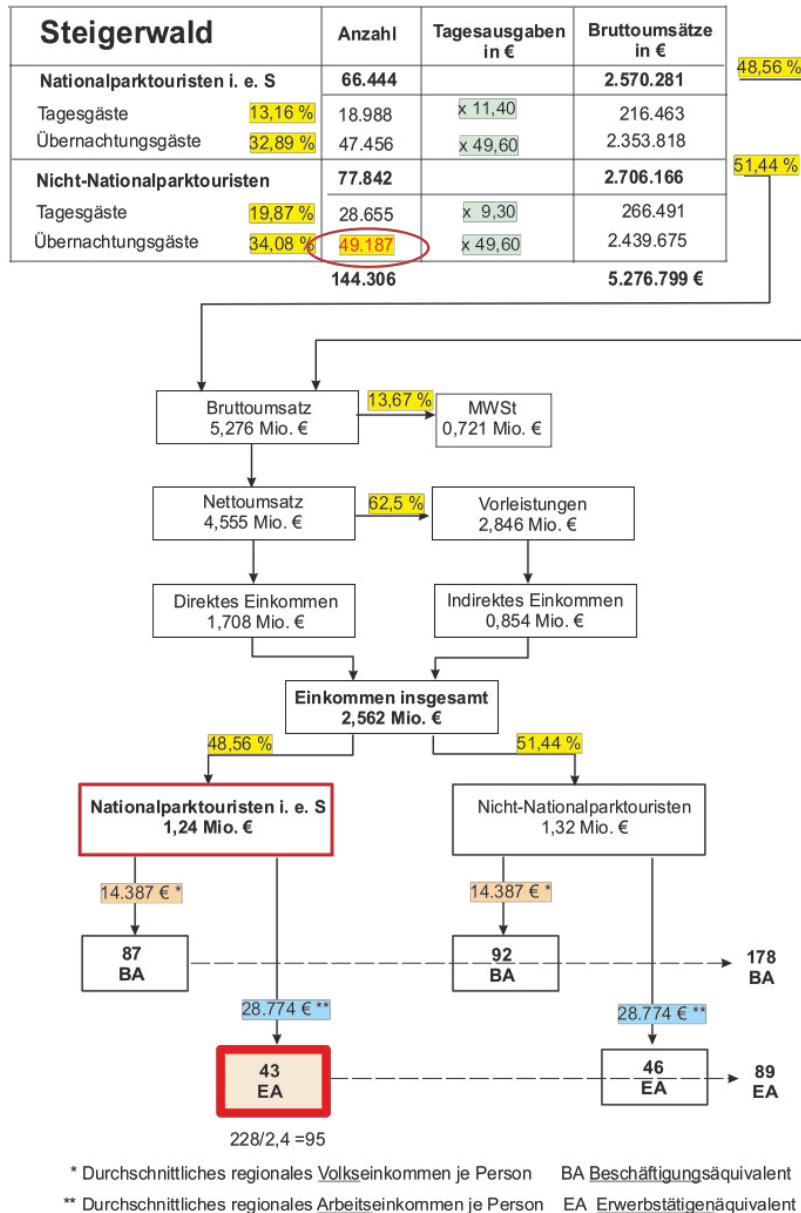 Steigerwald Anzahl Tagesausgaben in € Bruttoumsätze in €
Nationalparktouristen i. e. S 66.444 2.570.281 48,56 %
Tagesgäste 13,16 % 18.988 x 11,40 216.463
Übernachtungsgäste 32,89 % 47.456 x 49,60 2.353.818
Nicht-Nationalparktouristen 77.842 2.706.166 51,44 %
Tagesgäste 19,87 % 28.655 x 9,30 266.491
Übernachtungsgäste 34,08 % 49.187 x 49,60 2.439.675
144.306 5.276.799 €
Bruttoumsatz
5,276 Mio. €
13,67 %
MWSt
0,721 Mio. €
Nettoumsatz
4,555 Mio. €
62,5 %
Vorleistungen
2,846 Mio. €
Direktes Einkommen
1,708 Mio. €
Indirektes Einkommen
0,854 Mio. €
Einkommen insgesamt
2,562 Mio. €
48,56 % 51,44 %
Nationalparktouristen i. e. S
1,24 Mio. €
Nicht-Nationalparktouristen
1,32 Mio. €
14.387 € * 14.387 € *
87
BA
92
BA
178
BA
28.774 € ** 28.774 € **
43
EA
46
EA
89
EA
228/2,4 =95
* Durchschnittliches regionales Volkseinkommen je Person BA Beschäftigungsäquivalent
** Durchschnittliches regionales Arbeitseinkommen je Person EA Erwerbstätigenäquivalent